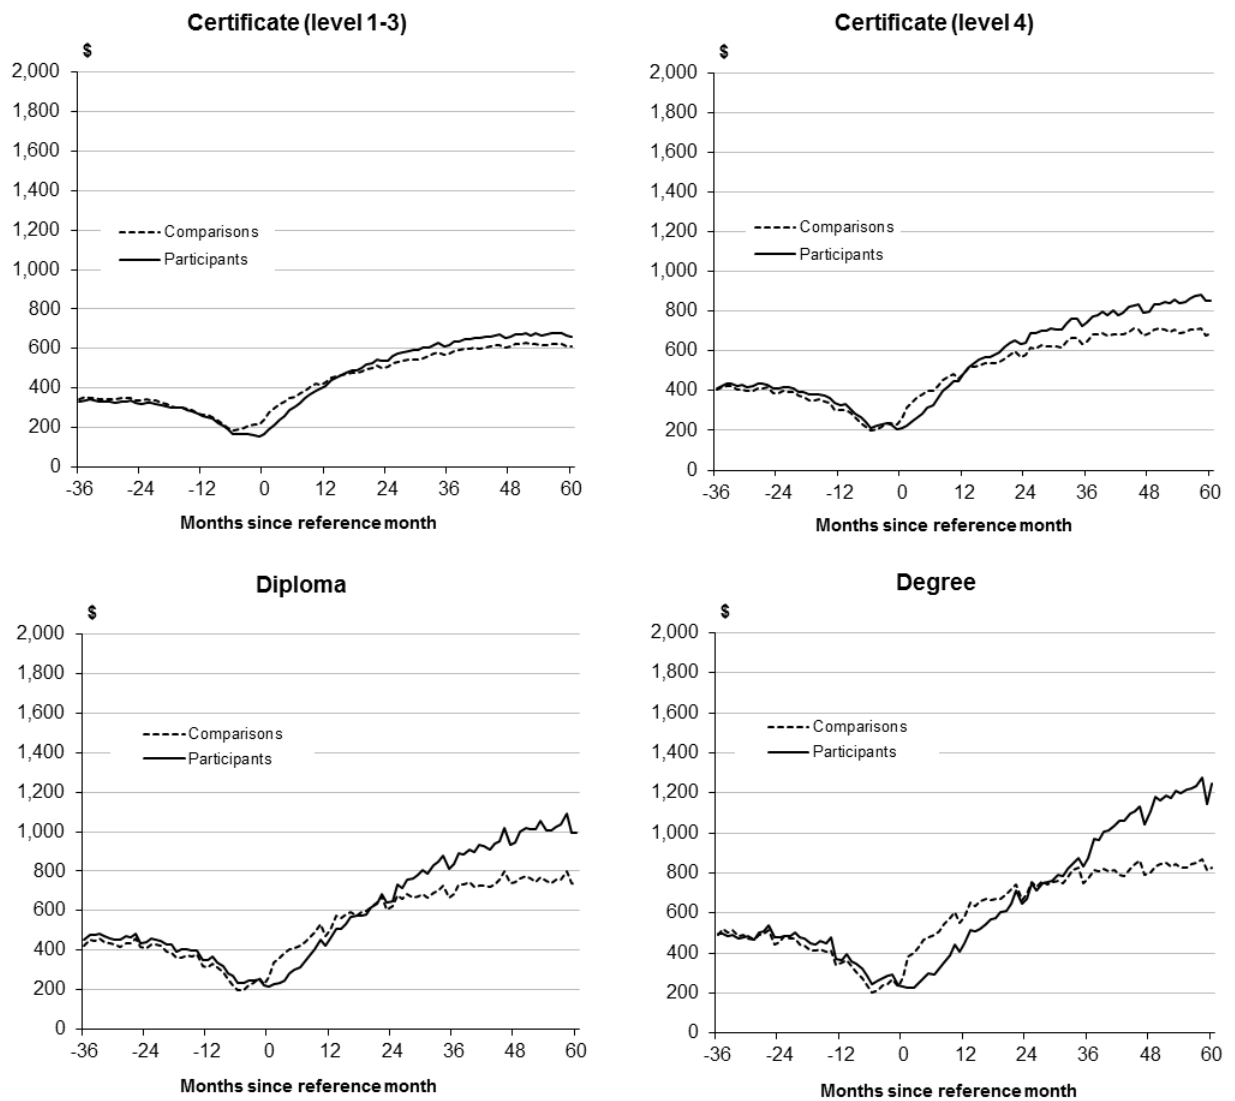 Certificate (level 1-3)
$
2,000
1,800
1,600
1,400
1,200
1,000
800
600
400
200
0
Comparisons
Participants
-36 -24 -12 0 12 24 36 48 60
Months since reference month
Certificate (level 4)
$
2,000
1,800
1,600
1,400
1,200
1,000
800
600
400
200
0
Comparisons
Participants
-36 -24 -12 0 12 24 36 48 60
Months since reference month
Diploma
$
2,000
1,800
1,600
1,400
1,200
1,000
800
600
400
200
0
Comparisons
Participants
-36 -24 -12 0 12 24 36 48 60
Months since reference month
Degree
$
2,000
1,800
1,600
1,400
1,200
1,000
800
600
400
200
0
Comparisons
Participants
-36 -24 -12 0 12 24 36 48 60
Months since reference month